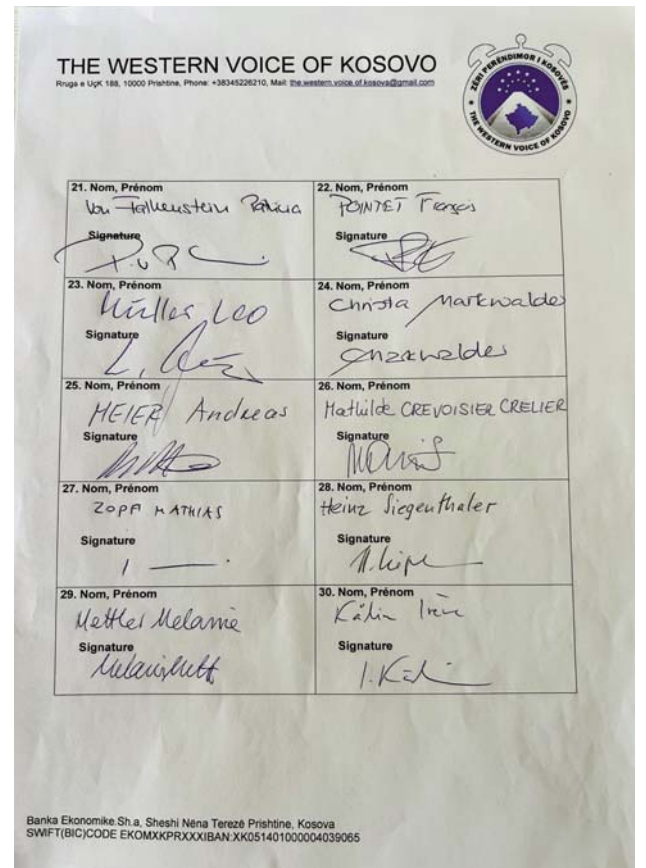 THE WESTERN VOICE OF KOSOVO
Rruga e UçK 188, 10000 Prishtine, Phone: +38345226210, Mail: the.western.voice.of.kosova@gmail.com
ZËRI PERËNDIMOR I KOSOVËS
THE WESTERN VOICE OF KOSOVO
21. Nom, Prénom
Von Falkenstein Patricia
Signature
22. Nom, Prénom
POINTET François
Signature
23. Nom, Prénom
Müller Leo
Signature
24. Nom, Prénom
Christa Markwalder
Signature
CMarkwalder
25. Nom, Prénom
MEIER Andreas
Signature
26. Nom, Prénom
Mathilde CREVOISIER CRELIER
Signature
27. Nom, Prénom
ZOPFI MATHIAS
Signature
28. Nom, Prénom
Heinz Siegenthaler
Signature
29. Nom, Prénom
Mettler Melanie
Signature
30. Nom, Prénom
Kälin Irène
Signature
I. Käl
Banka Ekonomike.Sh.a, Sheshi Nëna Terezë Prishtine, Kosova
SWIFT(BIC)CODE EKOMXKPRXXXIBAN:XK051401000004039065